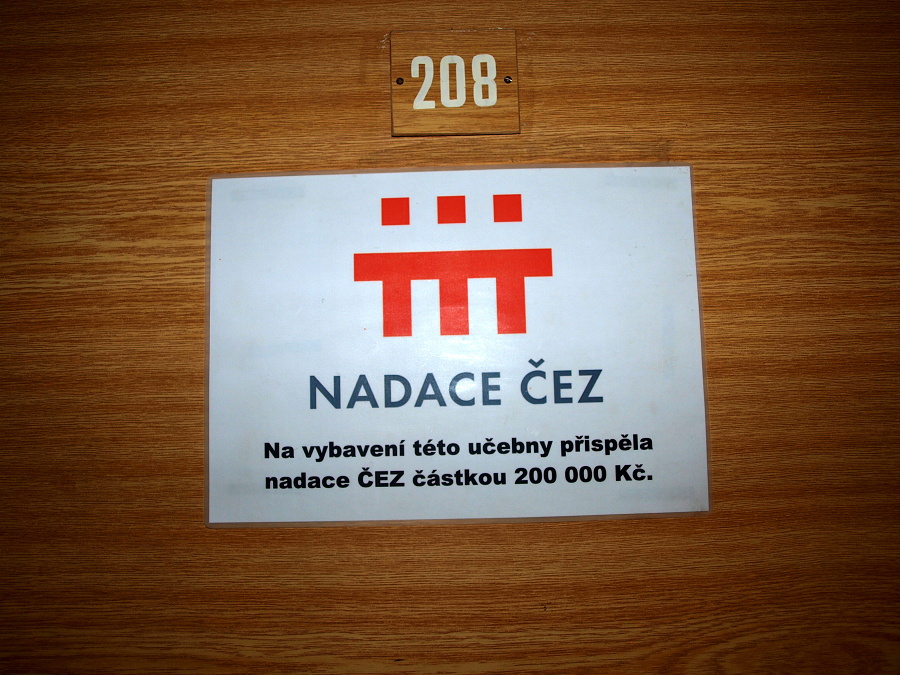 208
NADACE ČEZ
Na vybavení této učebny přispěla
nadace ČEZ částkou 200 000 Kč.